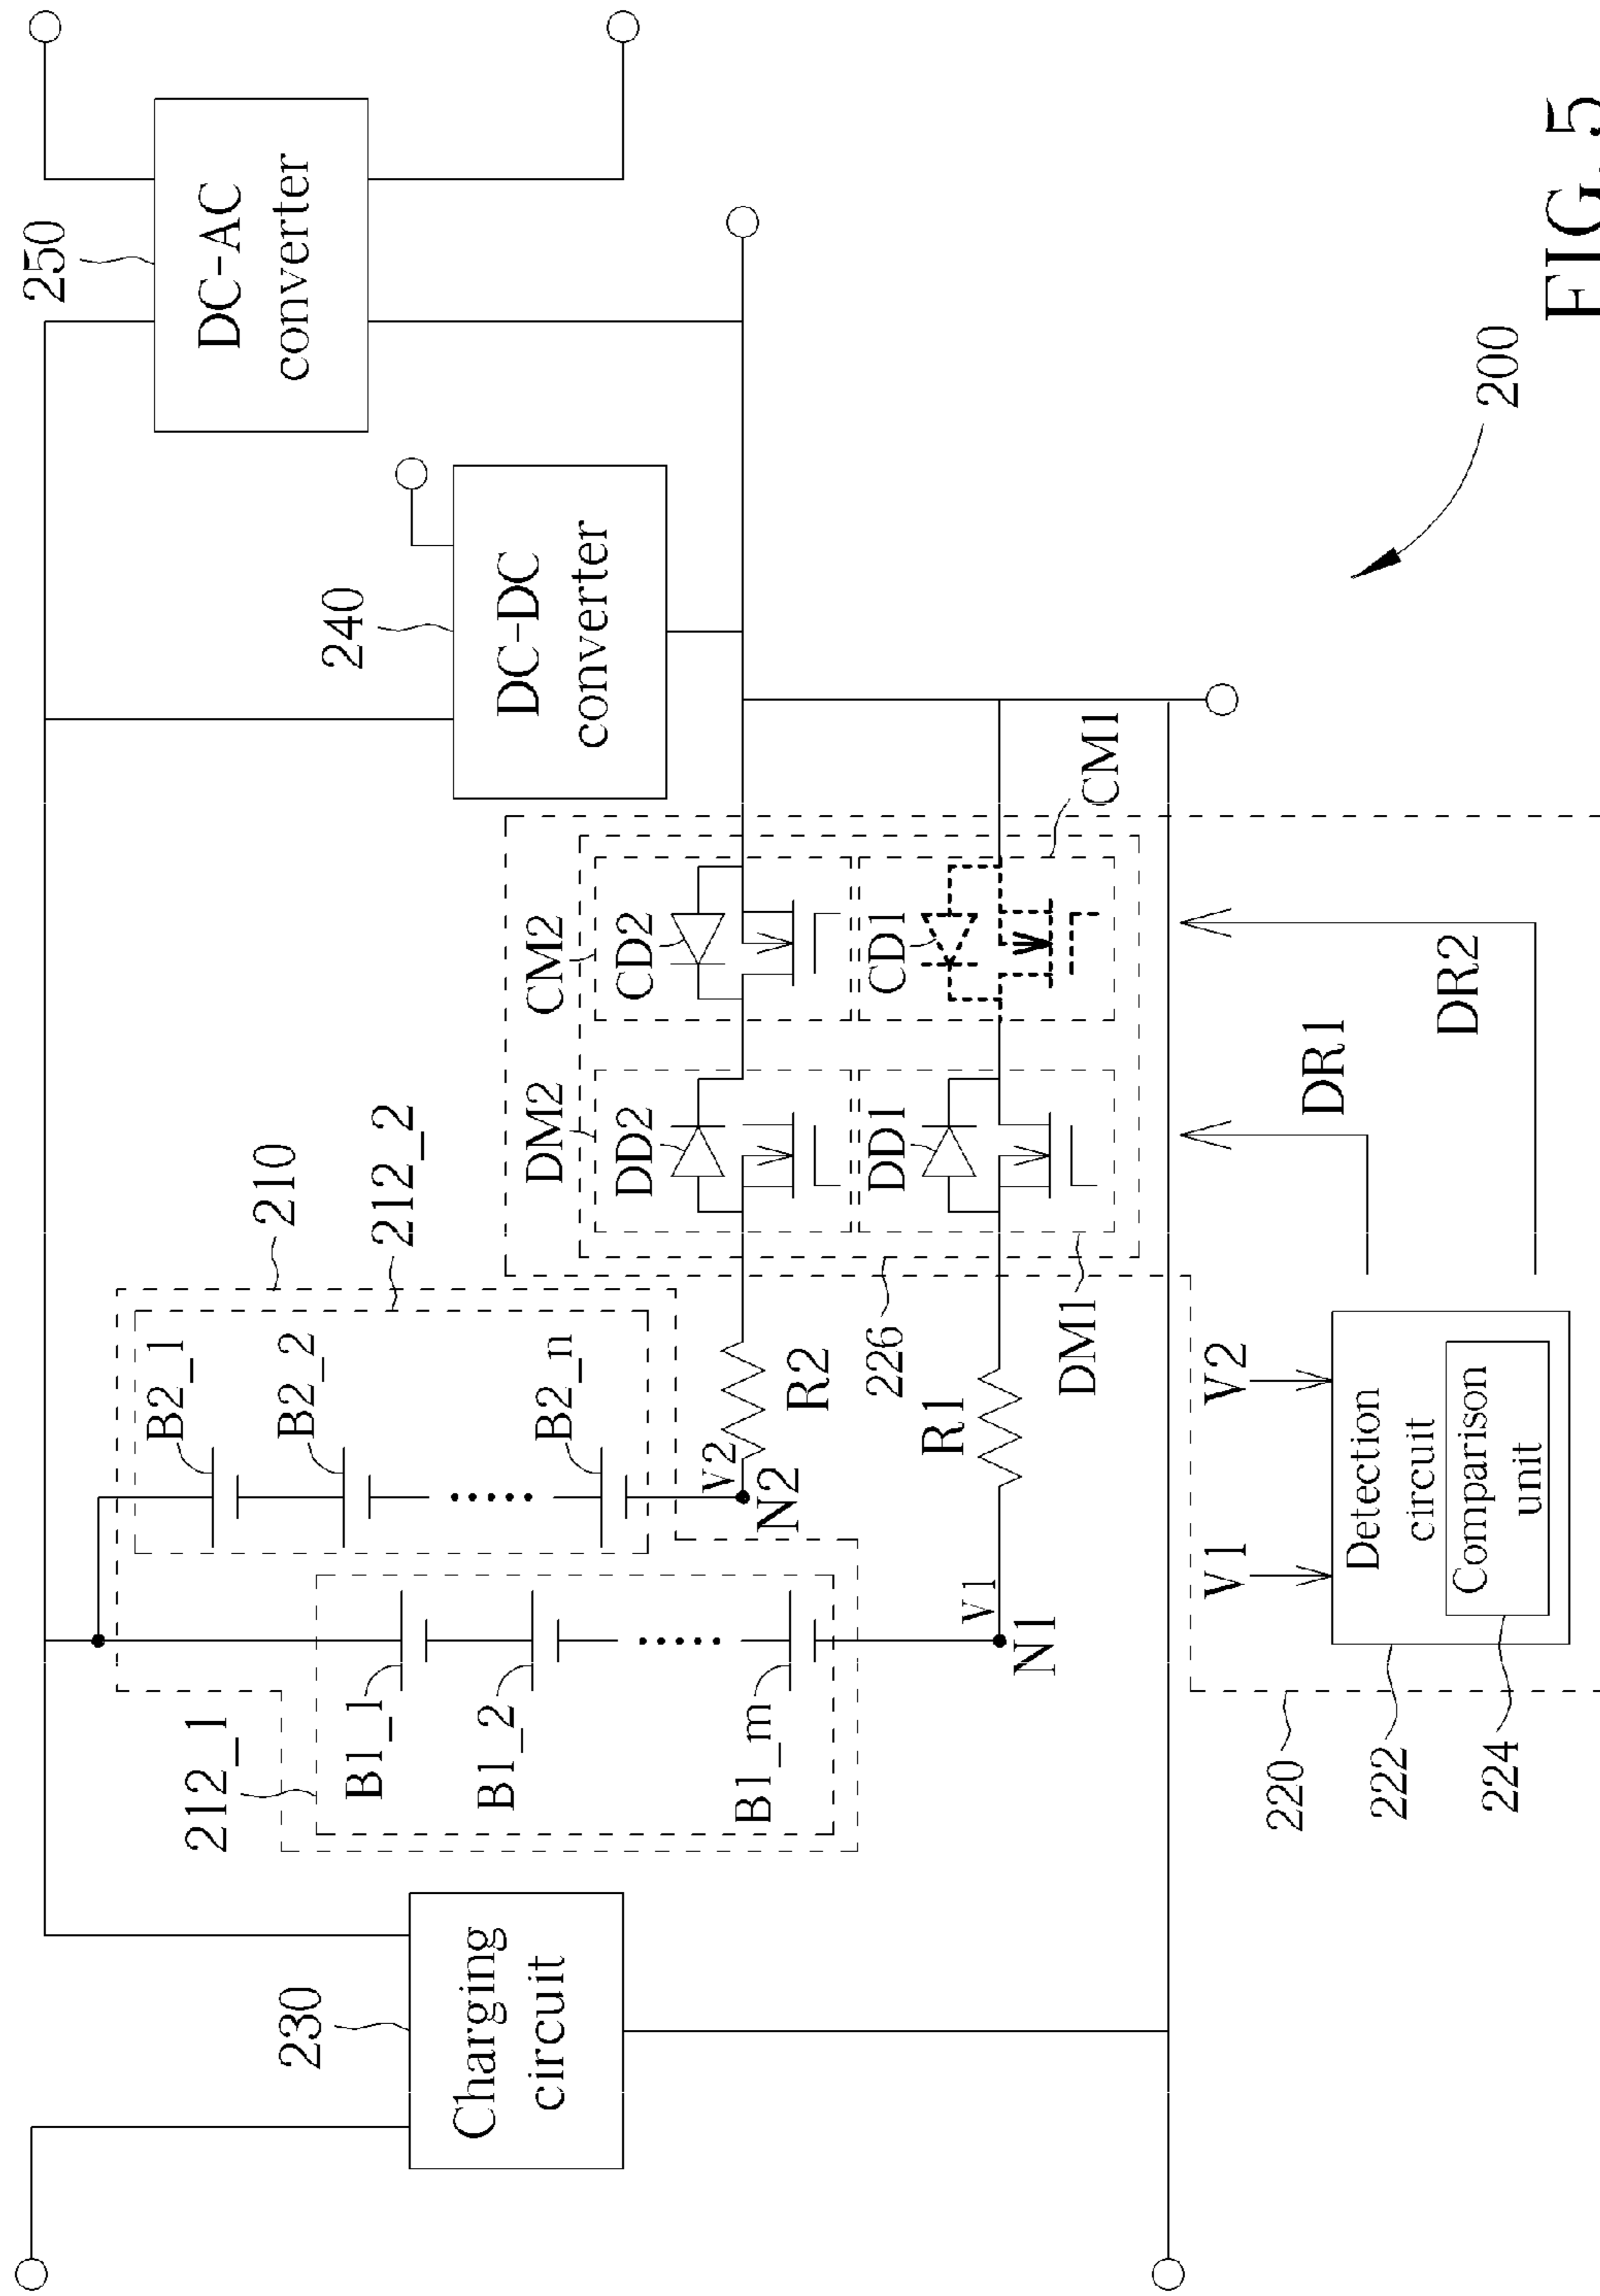 230
Charging
circuit
212_1
B1_1
B1_2
B1_m
210
212_2
B2_1
B2_2
B2_n
V2
N2
R2
V1
N1
R1
226
DM1
DM2
DD2
DD1
CM2
CD2
CD1
CM1
240
DC-DC
converter
250
DC-AC
converter
220
222
224
V1
V2
Detection
circuit
Comparison
unit
DR1
DR2
200
FIG. 5